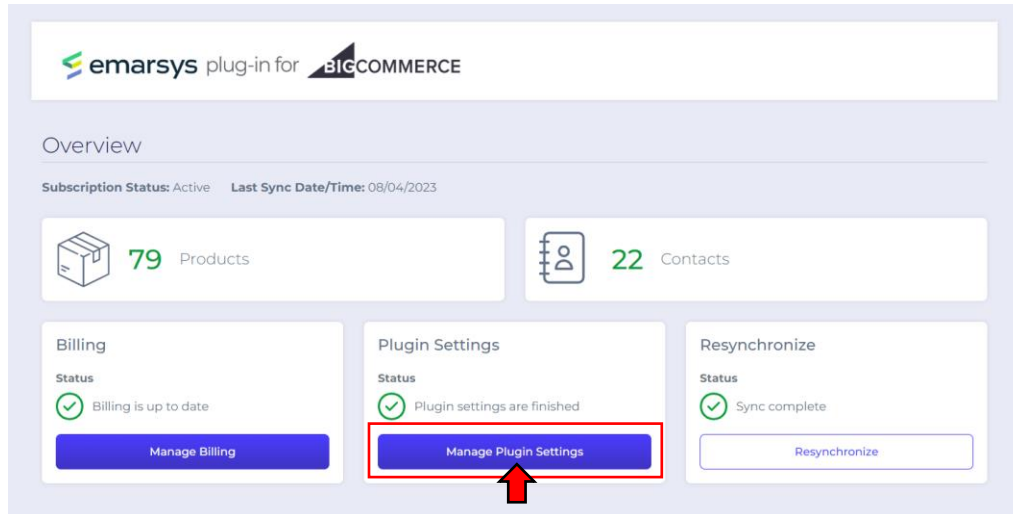 emarsys plug-in for BIGCOMMERCE
Overview
Subscription Status: Active Last Sync Date/Time: 08/04/2023
79 Products
22 Contacts
Billing
Status
Billing is up to date
Manage Billing
Plugin Settings
Status
Plugin settings are finished
Manage Plugin Settings
Resynchronize
Status
Sync complete
Resynchronize